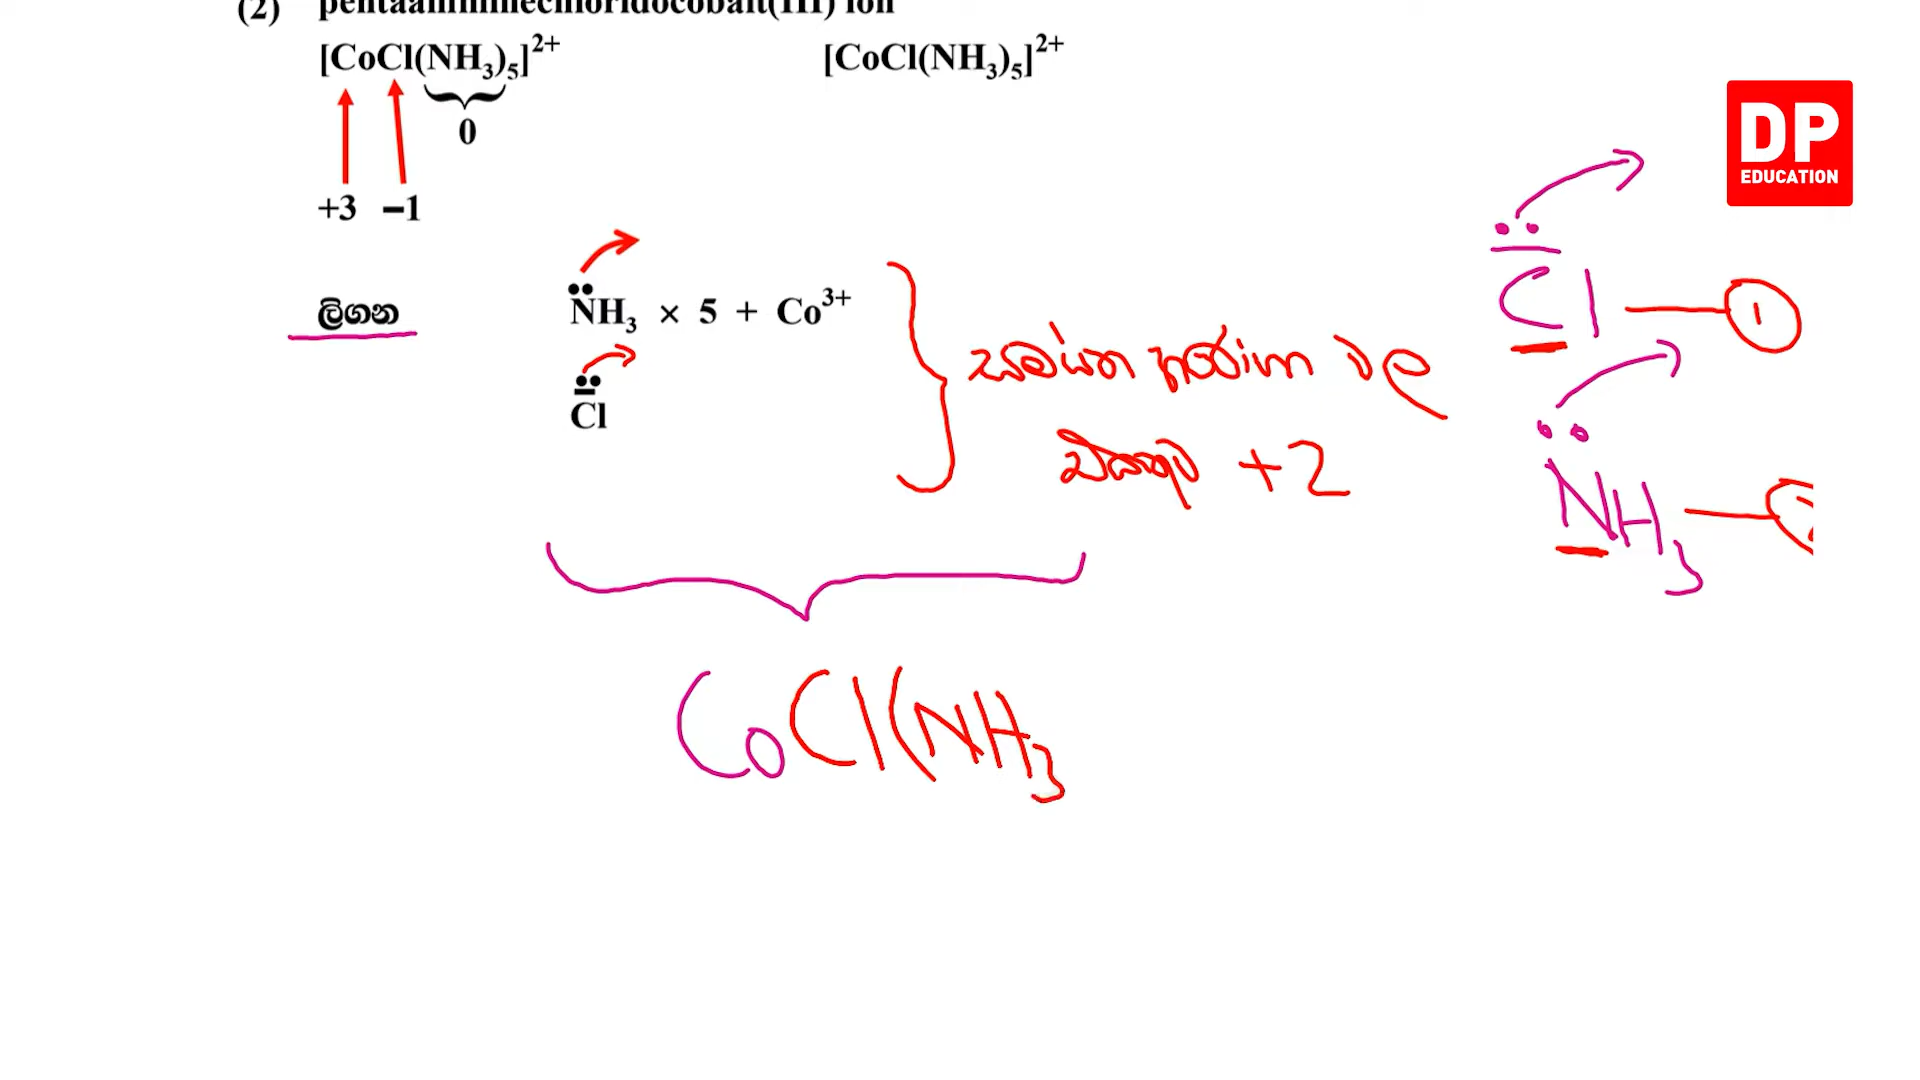 (2) pentaamminechloridocobalt(III) ion
[CoCl(NH₃)₅]²⁺ [CoCl(NH₃)₅]²⁺
0
+3 −1
DP
EDUCATION
ලිගන NH₃ × 5 + Co³⁺
Cl
සමස්ත ආරෝපණ වල
එකතුව +2
Cl — 1
NH₃ —
CoCl(NH₃